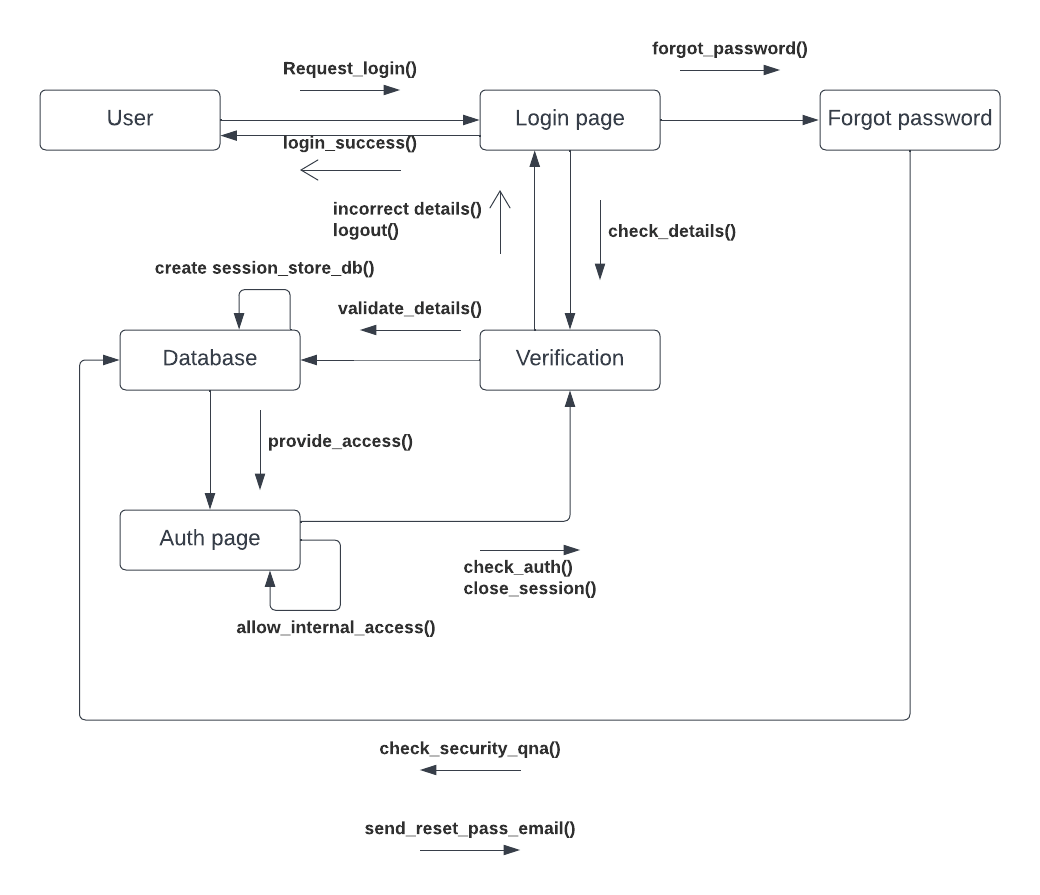 forgot_password()
Request_login()
User
Login page
Forgot password
login_success()
incorrect details()
logout()
check_details()
create session_store_db()
validate_details()
Database
Verification
provide_access()
Auth page
check_auth()
close_session()
allow_internal_access()
check_security_qna()
send_reset_pass_email()